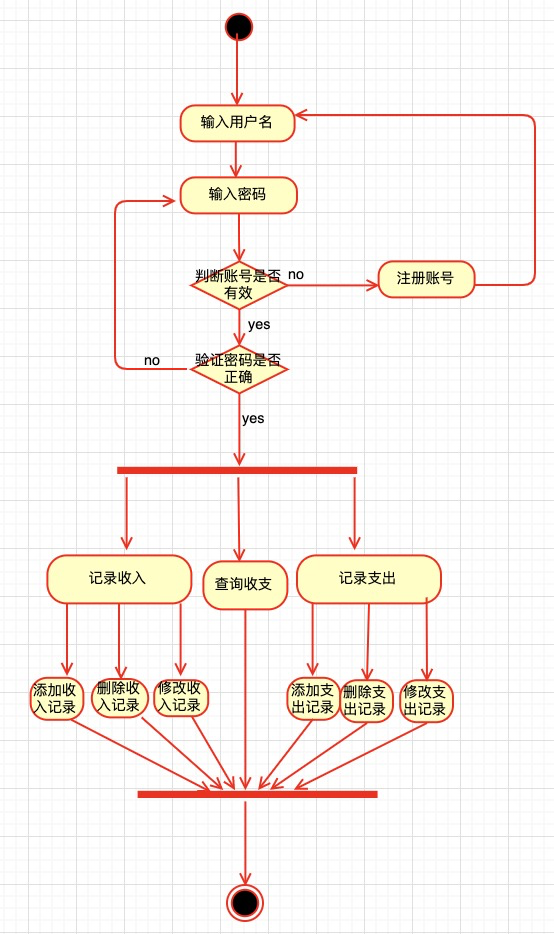 输入用户名
输入密码
判断账号是否
有效
no
注册账号
yes
验证密码是否
正确
no
yes
记录收入
查询收支
记录支出
添加收
入记录
删除收
入记录
修改收
入记录
添加支
出记录
删除支
出记录
修改支
出记录